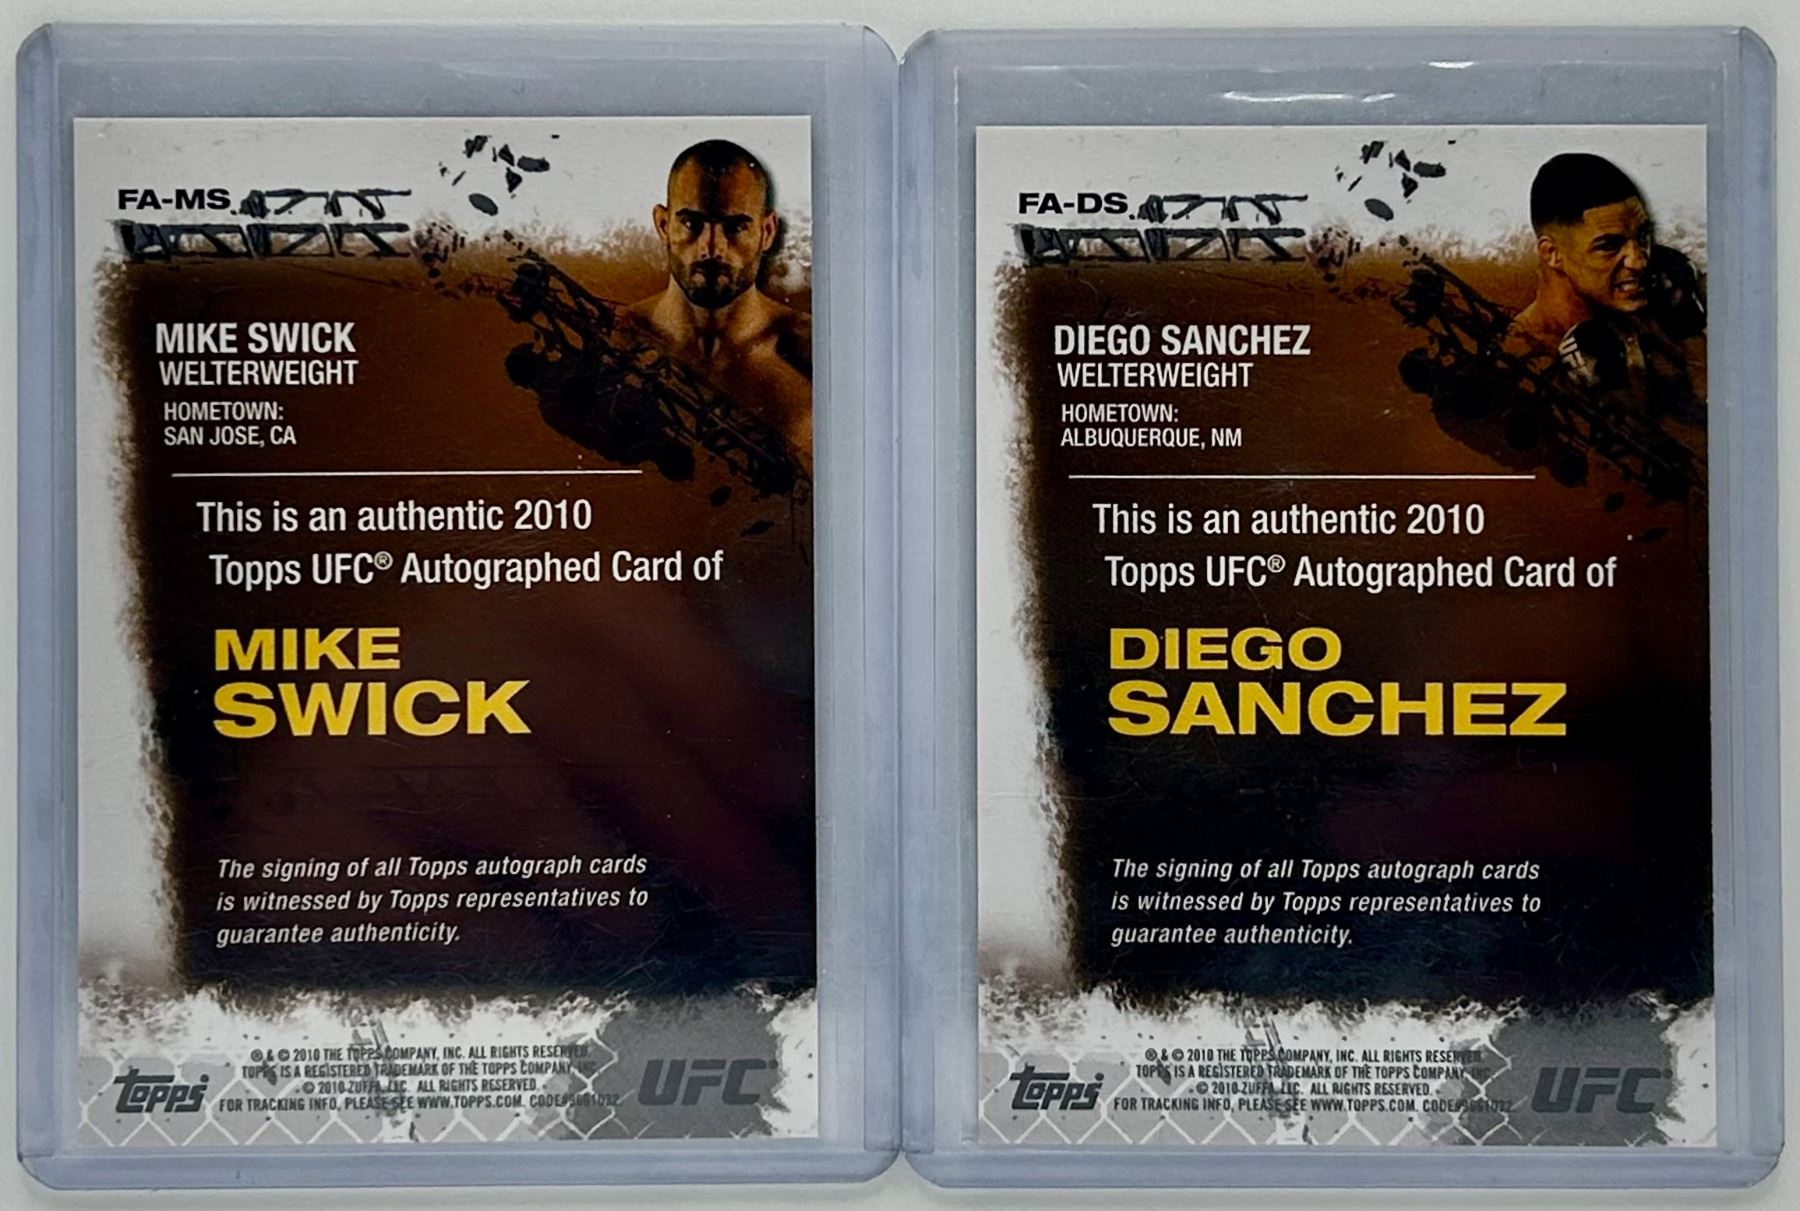 FA-MS
MIKE SWICK
WELTERWEIGHT
HOMETOWN:
SAN JOSE, CA
This is an authentic 2010
Topps UFC® Autographed Card of
MIKE
SWICK
The signing of all Topps autograph cards
is witnessed by Topps representatives to
guarantee authenticity.
® & © 2010 THE TOPPS COMPANY, INC. ALL RIGHTS RESERVED.
TOPPS IS A REGISTERED TRADEMARK OF THE TOPPS COMPANY, INC.
© 2010 ZUFFA, LLC. ALL RIGHTS RESERVED.
FOR TRACKING INFO, PLEASE SEE WWW.TOPPS.COM. CODE#9661032
Topps
UFC
FA-DS
DIEGO SANCHEZ
WELTERWEIGHT
HOMETOWN:
ALBUQUERQUE, NM
This is an authentic 2010
Topps UFC® Autographed Card of
DIEGO
SANCHEZ
The signing of all Topps autograph cards
is witnessed by Topps representatives to
guarantee authenticity.
® & © 2010 THE TOPPS COMPANY, INC. ALL RIGHTS RESERVED.
TOPPS IS A REGISTERED TRADEMARK OF THE TOPPS COMPANY, INC.
© 2010 ZUFFA, LLC. ALL RIGHTS RESERVED.
FOR TRACKING INFO, PLEASE SEE WWW.TOPPS.COM. CODE#9661032
Topps
UFC